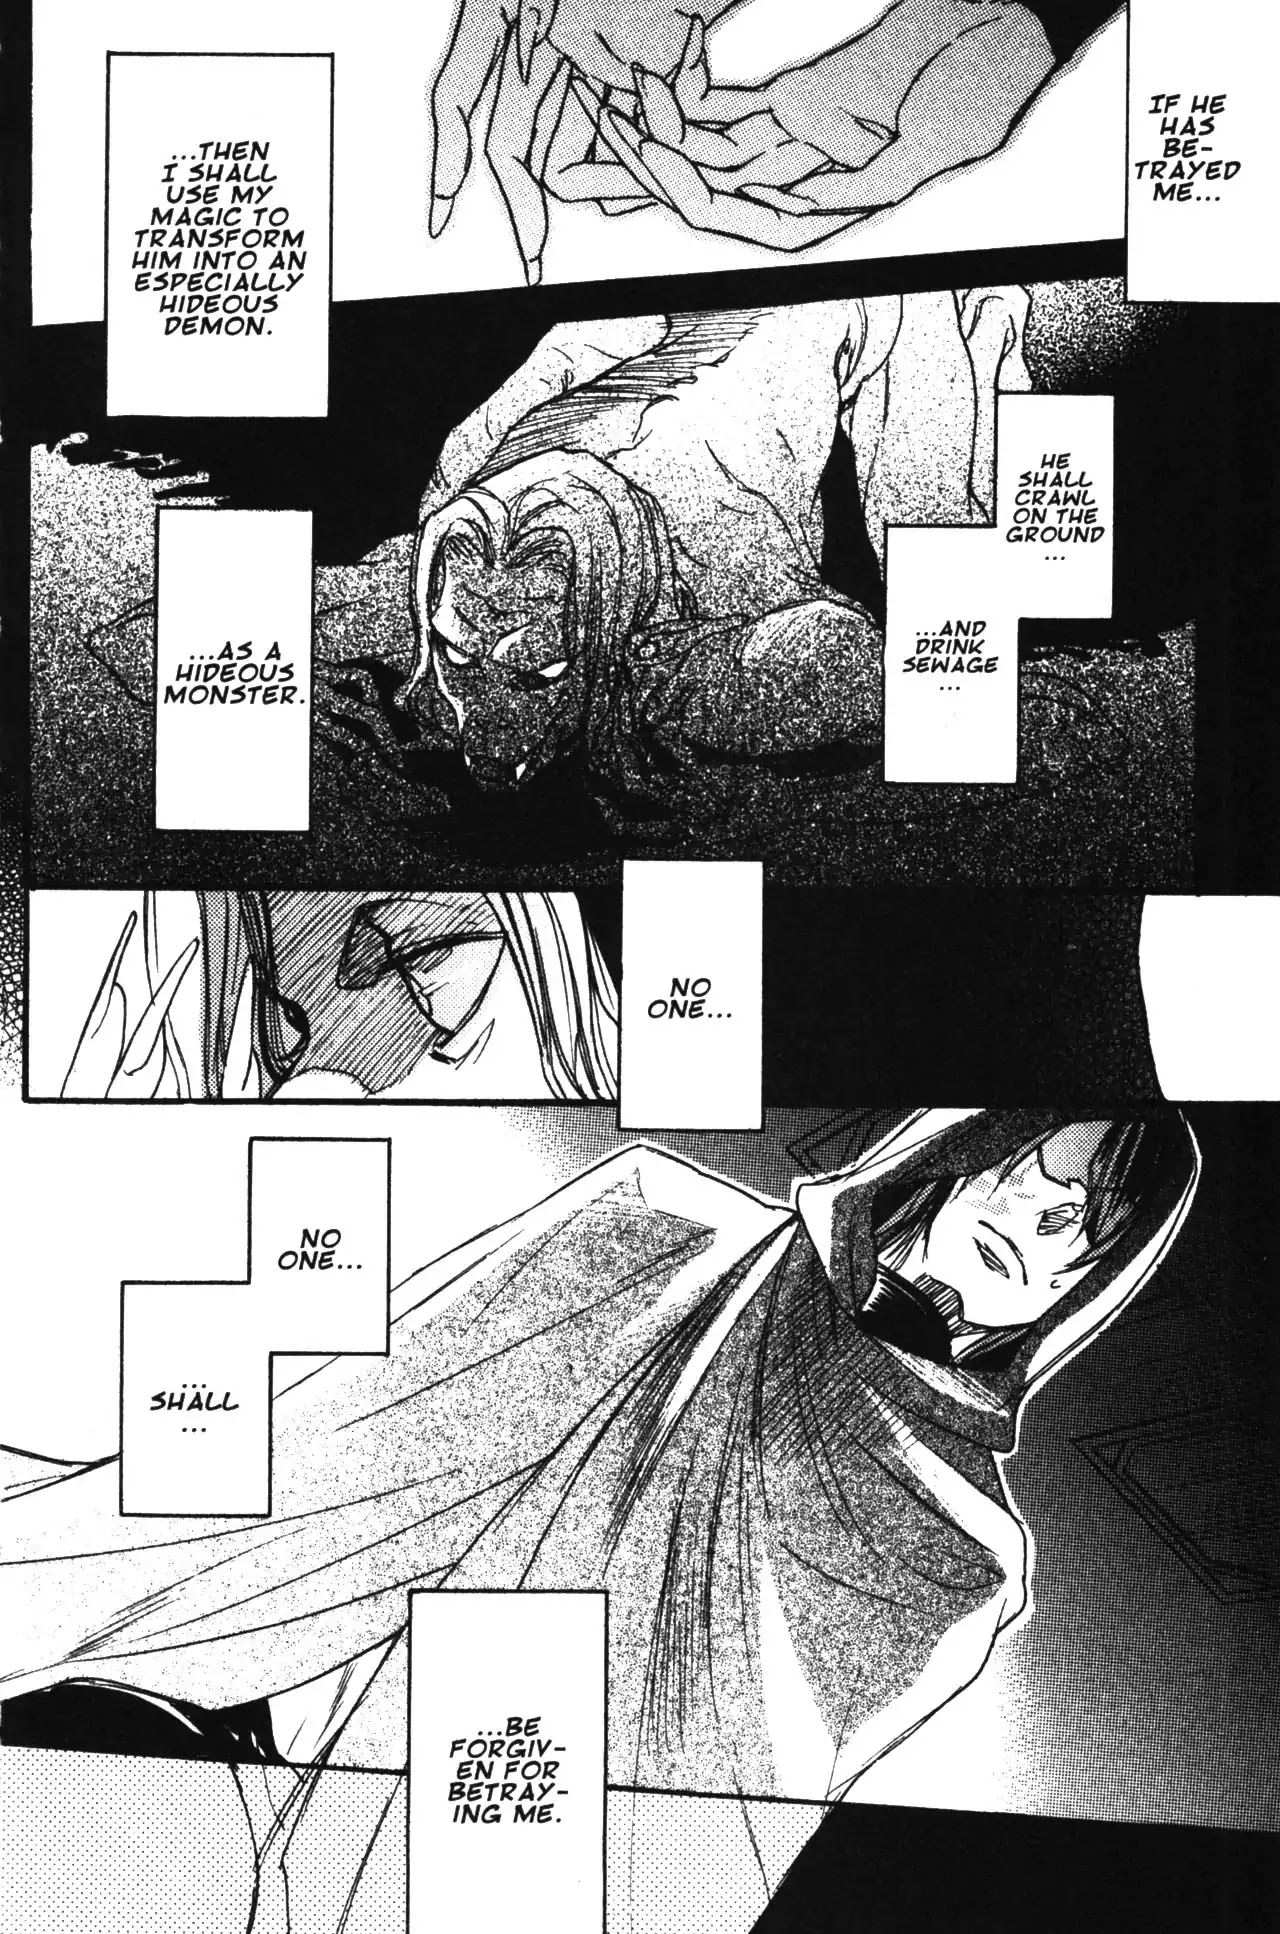 IF HE
HAS
BE-
TRAYED
ME...
...THEN
I SHALL
USE MY
MAGIC TO
TRANSFORM
HIM INTO AN
ESPECIALLY
HIDEOUS
DEMON.
HE
SHALL
CRAWL
ON THE
GROUND
...
...AND
DRINK
SEWAGE
...
...AS A
HIDEOUS
MONSTER.
NO
ONE...
NO
ONE...
...
SHALL
...
...BE
FORGIV-
EN FOR
BETRAY-
ING ME.